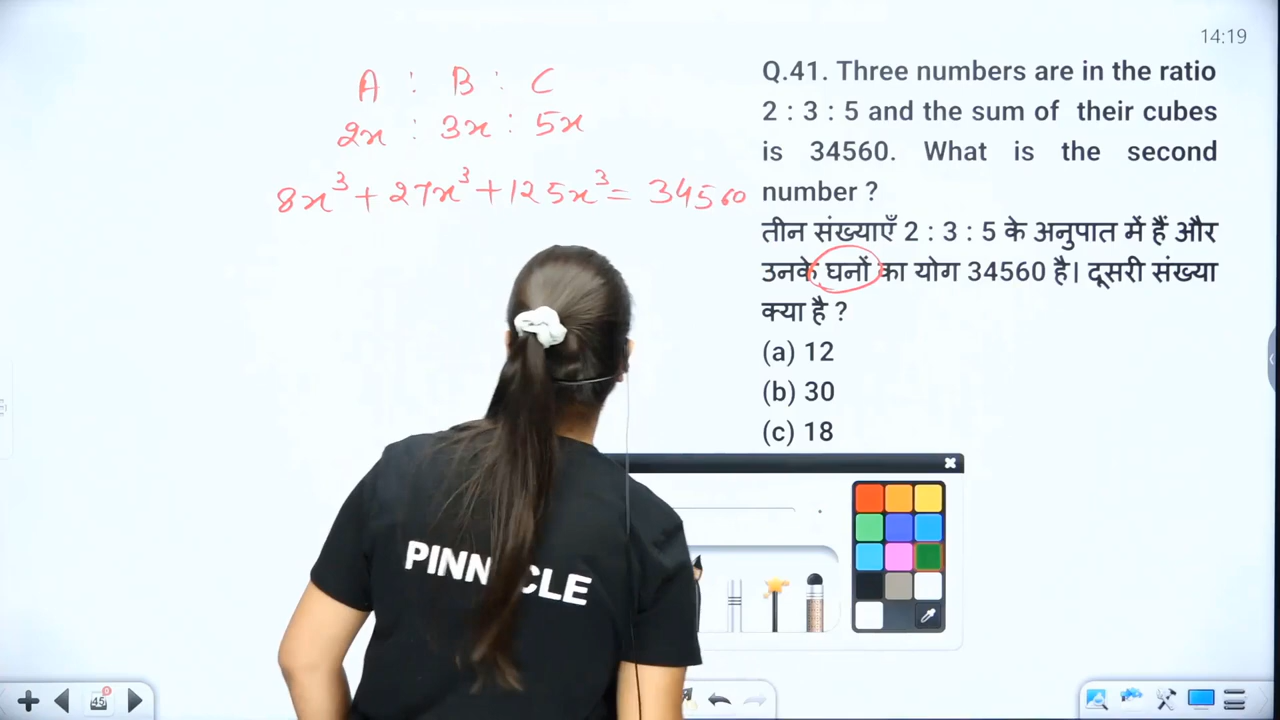 14:19
A : B : C
2x : 3x : 5x
8x³ + 27x³ + 125x³ = 34560
Q.41. Three numbers are in the ratio
2 : 3 : 5 and the sum of their cubes
is 34560. What is the second
number ?
तीन संख्याएँ 2 : 3 : 5 के अनुपात में हैं और
उनके घनों का योग 34560 है। दूसरी संख्या
क्या है ?
(a) 12
(b) 30
(c) 18
PINN CLE
45
8